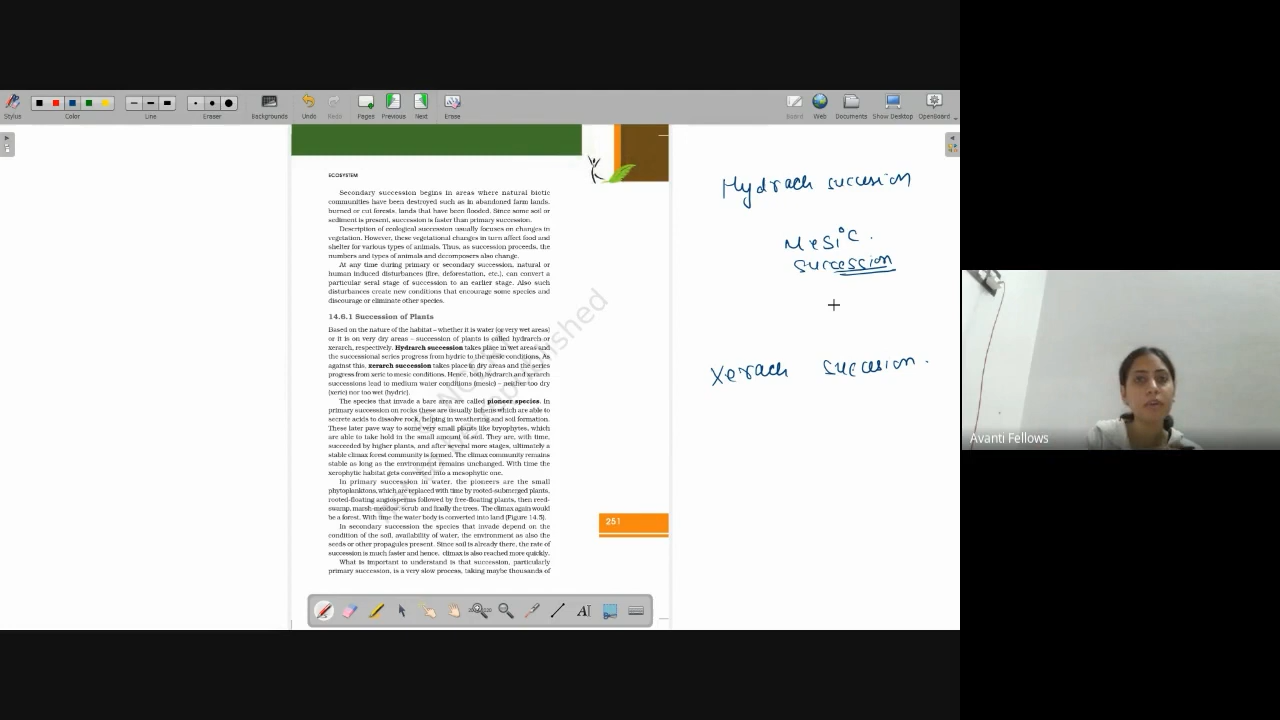 Stylus
Color
Line
Eraser
Backgrounds
Undo
Redo
Pages
Previous
Next
Erase
Board
Web
Documents
Show Desktop
OpenBoard
ECOSYSTEM
Secondary succession begins in areas where natural biotic
communities have been destroyed such as in abandoned farm lands,
burned or cut forests, lands that have been flooded. Since some soil or
sediment is present, succession is faster than primary succession.
Description of ecological succession usually focuses on changes in
vegetation. However, these vegetational changes in turn affect food and
shelter for various types of animals. Thus, as succession proceeds, the
numbers and types of animals and decomposers also change.
At any time during primary or secondary succession, natural or
human induced disturbances (fire, deforestation, etc.), can convert a
particular seral stage of succession to an earlier stage. Also such
disturbances create new conditions that encourage some species and
discourage or eliminate other species.
14.6.1 Succession of Plants
Based on the nature of the habitat – whether it is water (or very wet areas)
or it is on very dry areas – succession of plants is called hydrarch or
xerarch, respectively. Hydrarch succession takes place in wet areas and
the successional series progress from hydric to the mesic conditions. As
against this, xerarch succession takes place in dry areas and the series
progress from xeric to mesic conditions. Hence, both hydrarch and xerarch
successions lead to medium water conditions (mesic) – neither too dry
(xeric) nor too wet (hydric).
The species that invade a bare area are called pioneer species. In
primary succession on rocks these are usually lichens which are able to
secrete acids to dissolve rock, helping in weathering and soil formation.
These later pave way to some very small plants like bryophytes, which
are able to take hold in the small amount of soil. They are, with time,
succeeded by higher plants, and after several more stages, ultimately a
stable climax forest community is formed. The climax community remains
stable as long as the environment remains unchanged. With time the
xerophytic habitat gets converted into a mesophytic one.
In primary succession in water, the pioneers are the small
phytoplanktons, which are replaced with time by rooted-submerged plants,
rooted-floating angiosperms followed by free-floating plants, then reed-
swamp, marsh-meadow, scrub and finally the trees. The climax again would
be a forest. With time the water body is converted into land (Figure 14.5).
In secondary succession the species that invade depend on the
condition of the soil, availability of water, the environment as also the
seeds or other propagules present. Since soil is already there, the rate of
succession is much faster and hence, climax is also reached more quickly.
What is important to understand is that succession, particularly
primary succession, is a very slow process, taking maybe thousands of
251
Hydrach succesion
Mesic.
succession
Xerach succesion.
Avanti Fellows